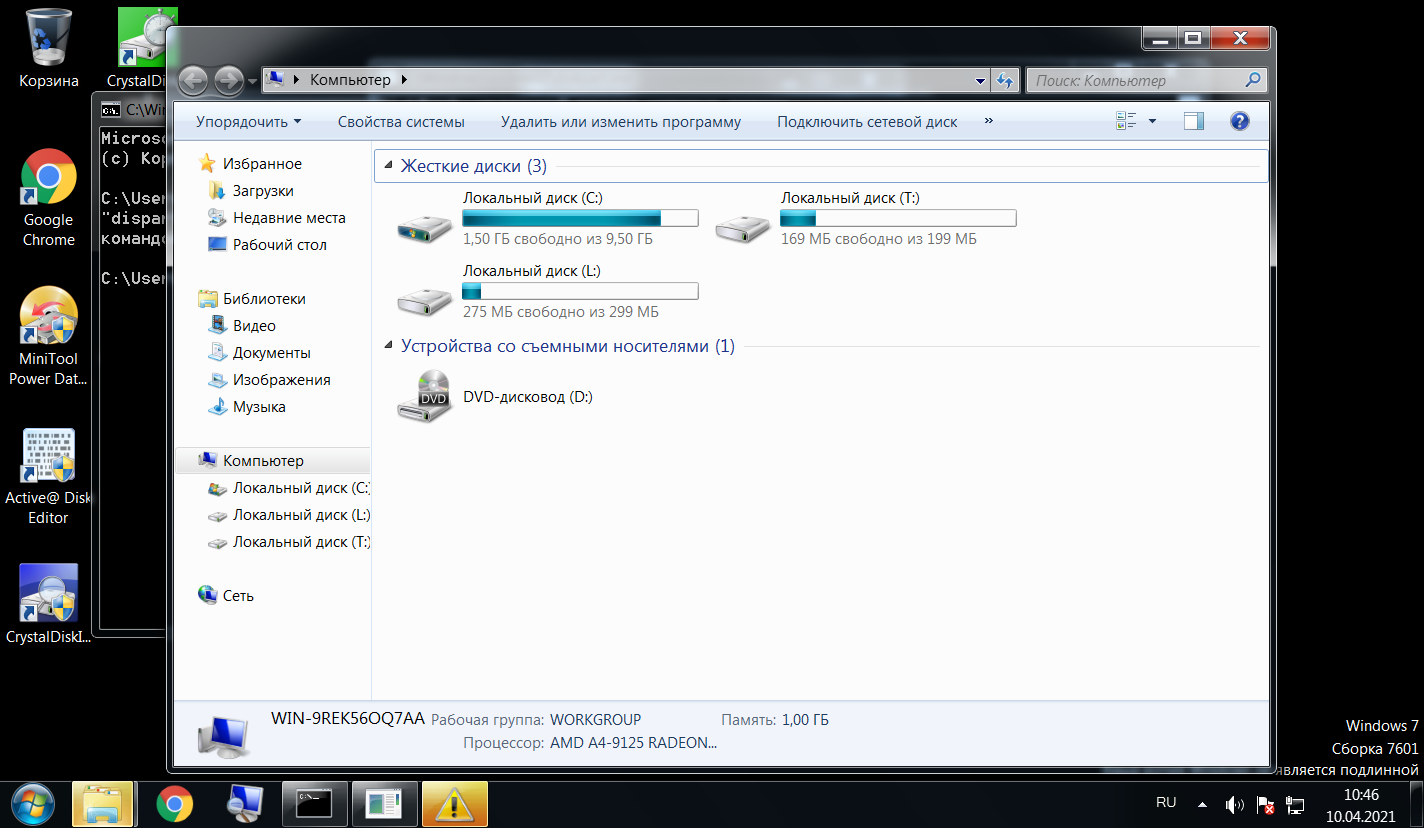 Корзина
CrystalDi
Google
Chrome
MiniTool
Power Dat...
Active@ Disk
Editor
CrystalDiskI...
C:\Win
Microso
(c) Кор
C:\User
"dispar
командо
C:\User
Компьютер
Поиск: Компьютер
Упорядочить
Свойства системы
Удалить или изменить программу
Подключить сетевой диск
»
Избранное
Загрузки
Недавние места
Рабочий стол
Библиотеки
Видео
Документы
Изображения
Музыка
Компьютер
Локальный диск (C:)
Локальный диск (L:)
Локальный диск (T:)
Сеть
Жесткие диски (3)
Локальный диск (C:)
1,50 ГБ свободно из 9,50 ГБ
Локальный диск (T:)
169 МБ свободно из 199 МБ
Локальный диск (L:)
275 МБ свободно из 299 МБ
Устройства со съемными носителями (1)
DVD
DVD-дисковод (D:)
WIN-9REK56OQ7AA Рабочая группа: WORKGROUP Память: 1,00 ГБ
Процессор: AMD A4-9125 RADEON...
Windows 7
Сборка 7601
является подлинной
RU
10:46
10.04.2021